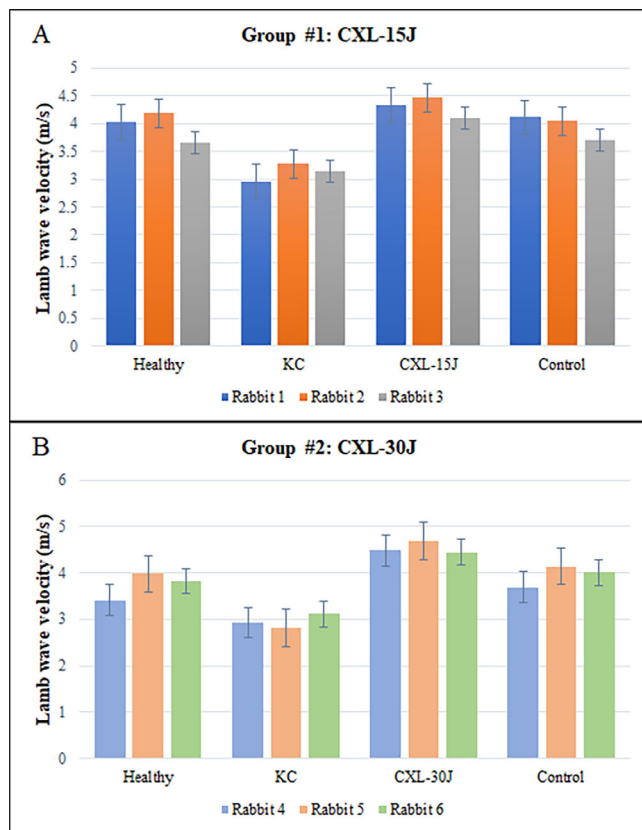 A
Group #1: CXL-15J
Lamb wave velocity (m/s)
5
4.5
4
3.5
3
2.5
2
1.5
1
0.5
0
Healthy KC CXL-15J Control
Rabbit 1 Rabbit 2 Rabbit 3
B
Group #2: CXL-30J
Lamb wave velocity (m/s)
6
5
4
3
2
1
0
Healthy KC CXL-30J Control
Rabbit 4 Rabbit 5 Rabbit 6